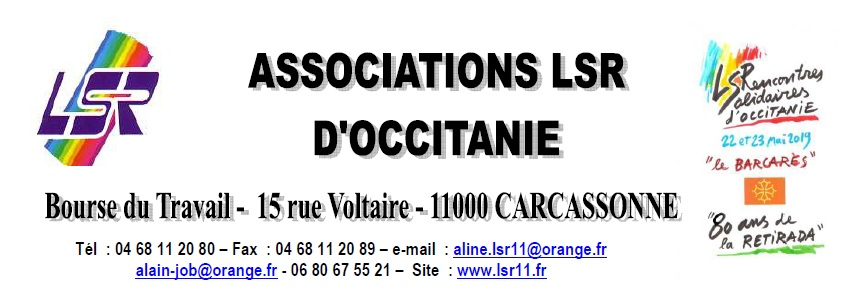 LSR
ASSOCIATIONS LSR
D'OCCITANIE
Bourse du Travail - 15 rue Voltaire - 11000 CARCASSONNE
Tél : 04 68 11 20 80 – Fax : 04 68 11 20 89 – e-mail : aline.lsr11@orange.fr
alain-job@orange.fr - 06 80 67 55 21 – Site : www.lsr11.fr
LSRencontres
Solidaires
d'OCCITANIE
22 et 23 mai 2019
"le BARCARÈS"
"80 ans de
la RETIRADA"